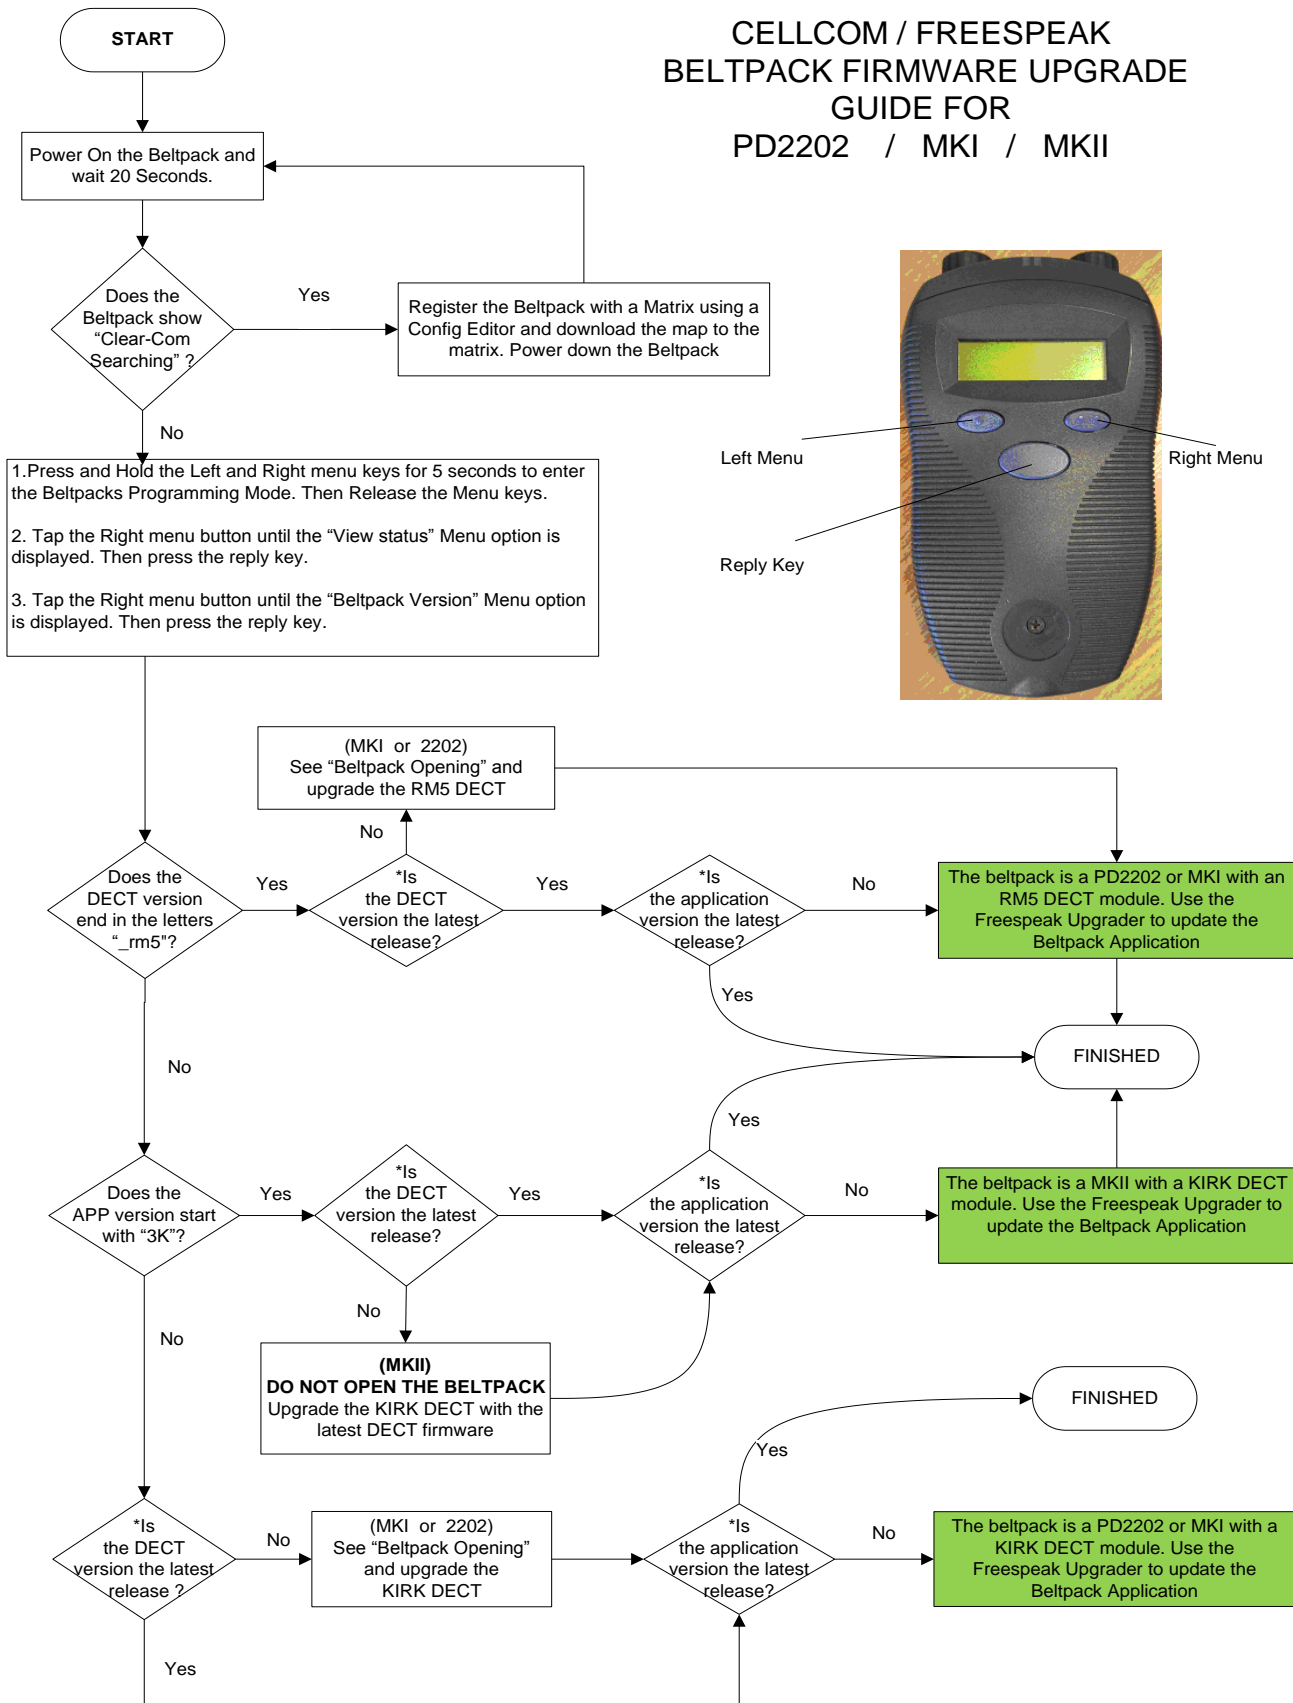 CELLCOM / FREESPEAK
BELTPACK FIRMWARE UPGRADE
GUIDE FOR
PD2202 / MKI / MKII
START
Power On the Beltpack and
wait 20 Seconds.
Does the
Beltpack show
“Clear-Com
Searching” ?
Yes
Register the Beltpack with a Matrix using a
Config Editor and download the map to the
matrix. Power down the Beltpack
No
Left Menu
Right Menu
Reply Key
1.Press and Hold the Left and Right menu keys for 5 seconds to enter
the Beltpacks Programming Mode. Then Release the Menu keys.
2. Tap the Right menu button until the “View status” Menu option is
displayed. Then press the reply key.
3. Tap the Right menu button until the “Beltpack Version” Menu option
is displayed. Then press the reply key.
(MKI or 2202)
See “Beltpack Opening” and
upgrade the RM5 DECT
No
Does the
DECT version
end in the letters
“_rm5"?
Yes
*Is
the DECT
version the latest
release?
Yes
*Is
the application
version the latest
release?
No
The beltpack is a PD2202 or MKI with an
RM5 DECT module. Use the
Freespeak Upgrader to update the
Beltpack Application
Yes
FINISHED
No
Yes
Does the
APP version start
with “3K”?
Yes
*Is
the DECT
version the latest
release?
Yes
*Is
the application
version the latest
release?
No
The beltpack is a MKII with a KIRK DECT
module. Use the Freespeak Upgrader to
update the Beltpack Application
No
No
(MKII)
DO NOT OPEN THE BELTPACK
Upgrade the KIRK DECT with the
latest DECT firmware
FINISHED
Yes
*Is
the DECT
version the latest
release ?
No
(MKI or 2202)
See “Beltpack Opening”
and upgrade the
KIRK DECT
*Is
the application
version the latest
release?
No
The beltpack is a PD2202 or MKI with a
KIRK DECT module. Use the
Freespeak Upgrader to update the
Beltpack Application
Yes